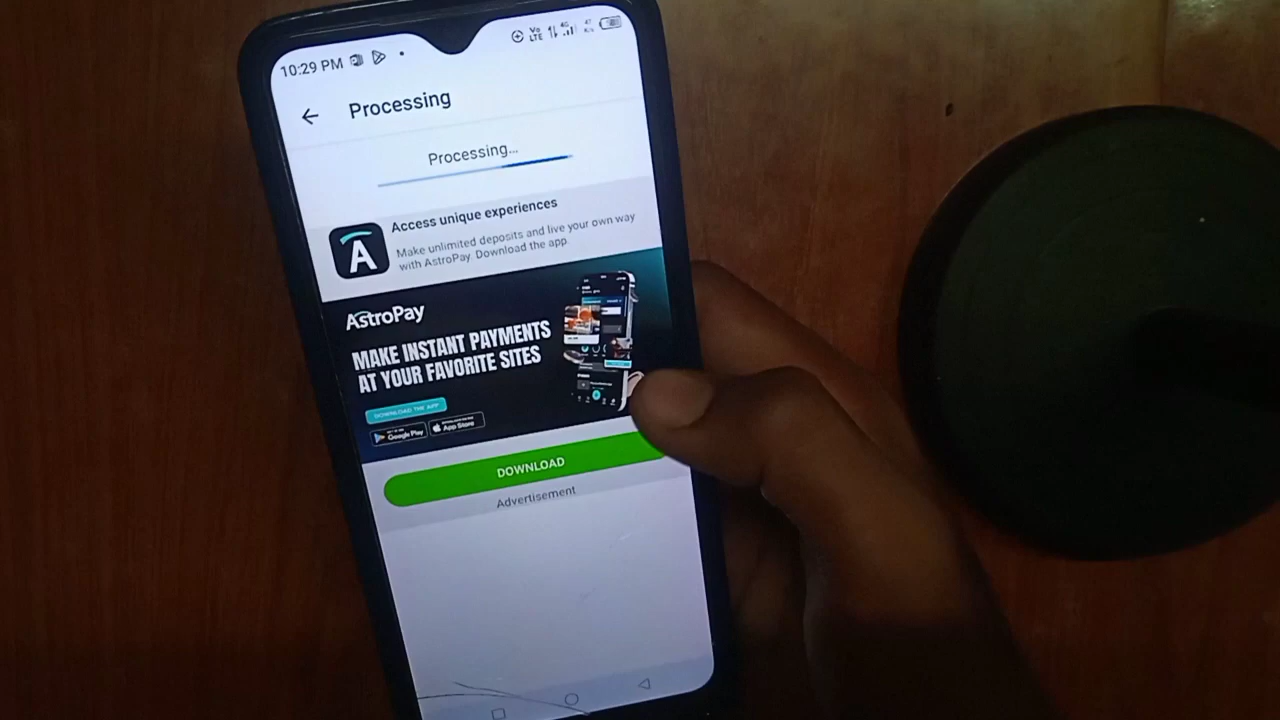 10:29 PM
Vo
LTE
4G
Processing
Processing...
Access unique experiences
Make unlimited deposits and live your own way
with AstroPay. Download the app.
A
AstroPay
MAKE INSTANT PAYMENTS
AT YOUR FAVORITE SITES
DOWNLOAD THE APP
Google Play
App Store
DOWNLOAD
Advertisement